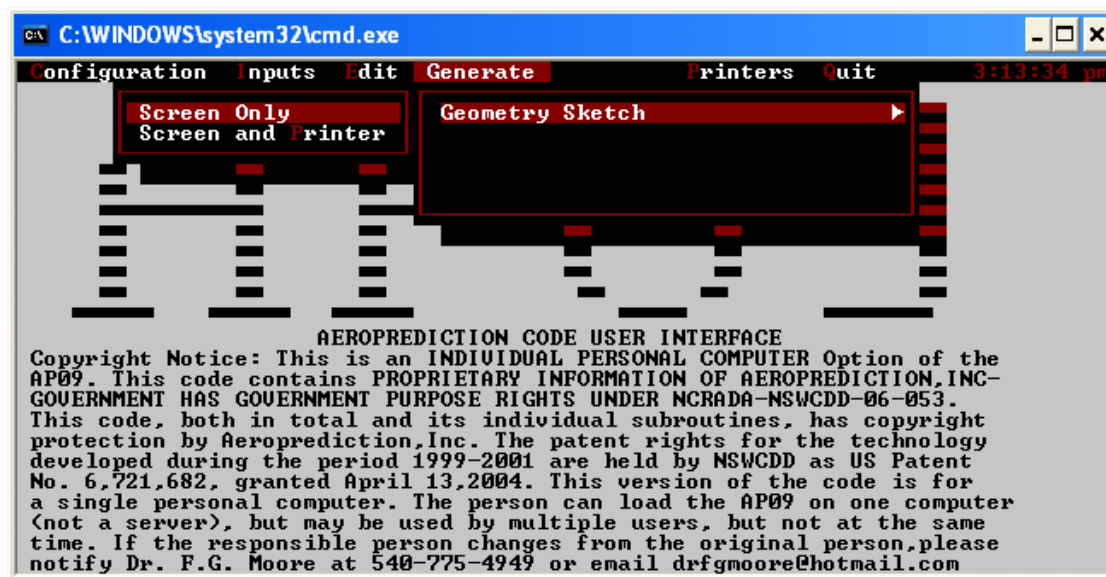 C:\WINDOWS\system32\cmd.exe
Configuration Inputs Edit Generate Printers Quit 3:13:34 pm
Screen Only Geometry Sketch
Screen and Printer
AEROPREDICTION CODE USER INTERFACE
Copyright Notice: This is an INDIVIDUAL PERSONAL COMPUTER Option of the
AP09. This code contains PROPRIETARY INFORMATION OF AEROPREDICTION,INC-
GOVERNMENT HAS GOVERNMENT PURPOSE RIGHTS UNDER NCRADA-NSWCDD-06-053.
This code, both in total and its individual subroutines, has copyright
protection by Aeroprediction,Inc. The patent rights for the technology
developed during the period 1999-2001 are held by NSWCDD as US Patent
No. 6,721,682, granted April 13,2004. This version of the code is for
a single personal computer. The person can load the AP09 on one computer
(not a server), but may be used by multiple users, but not at the same
time. If the responsible person changes from the original person,please
notify Dr. F.G. Moore at 540-775-4949 or email drfgmoore@hotmail.com